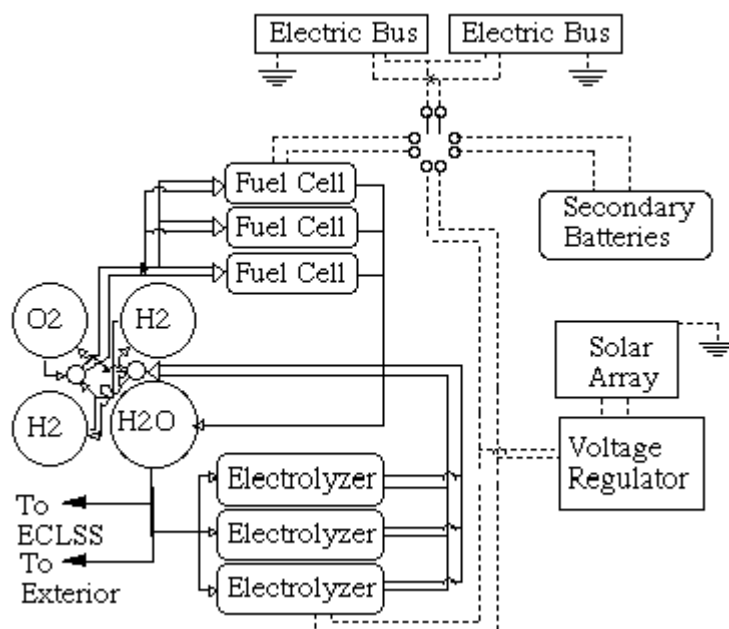 Electric Bus
Electric Bus
Fuel Cell
Fuel Cell
Fuel Cell
Secondary
Batteries
O2
H2
Solar
Array
H2
H2O
Voltage
Regulator
Electrolyzer
Electrolyzer
Electrolyzer
To
ECLSS
To
Exterior